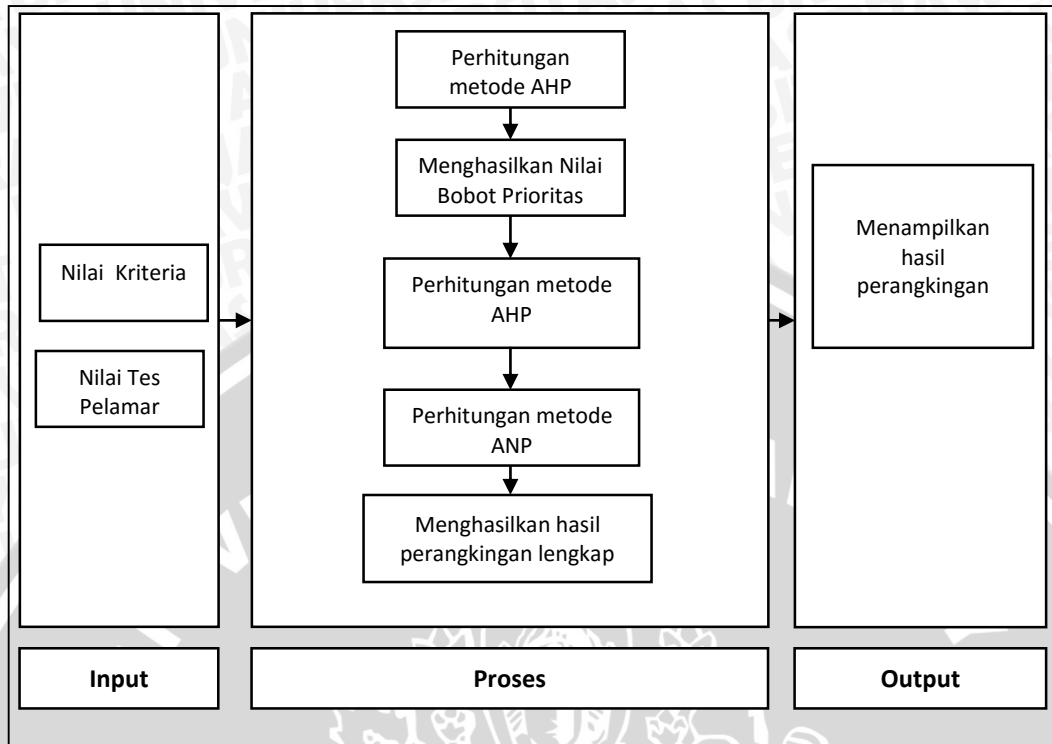 Nilai Kriteria
Nilai Tes
Pelamar
Perhitungan
metode AHP
Menghasilkan Nilai
Bobot Prioritas
Perhitungan metode
AHP
Perhitungan metode
ANP
Menghasilkan hasil
perangkingan lengkap
Menampilkan
hasil
perangkingan
Input
Proses
Output